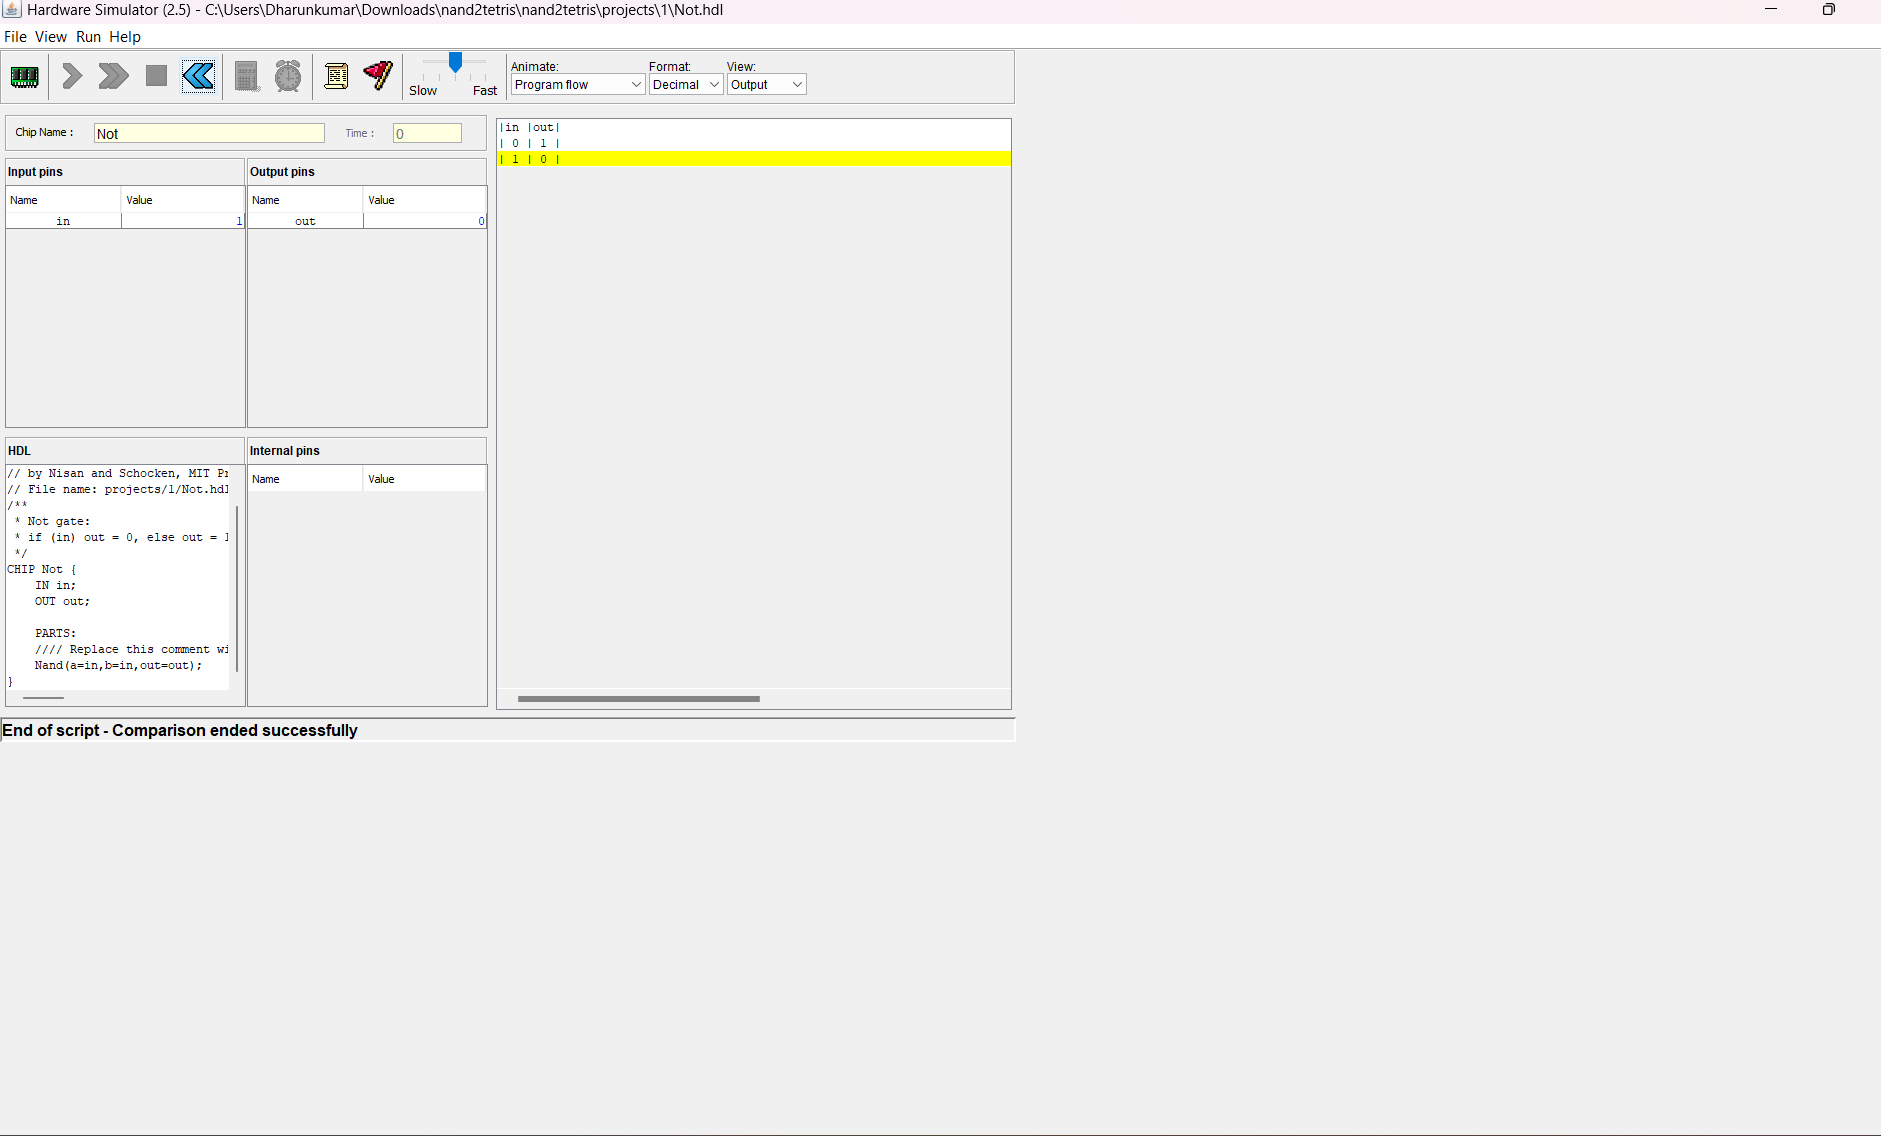 Hardware Simulator (2.5) - C:\Users\Dharunkumar\Downloads\nand2tetris\nand2tetris\projects\1\Not.hdl
File View Run Help
Slow Fast
Animate: Format: View:
Program flow Decimal Output
Chip Name : Not Time : 0
Input pins
Name Value
in 1
Output pins
Name Value
out 0
HDL
// by Nisan and Schocken, MIT Pr
// File name: projects/1/Not.hdl
/**
* Not gate:
* if (in) out = 0, else out = 1
*/
CHIP Not {
IN in;
OUT out;
PARTS:
//// Replace this comment wi
Nand(a=in,b=in,out=out);
}
Internal pins
Name Value
|in |out|
| 0 | 1 |
| 1 | 0 |
End of script - Comparison ended successfully